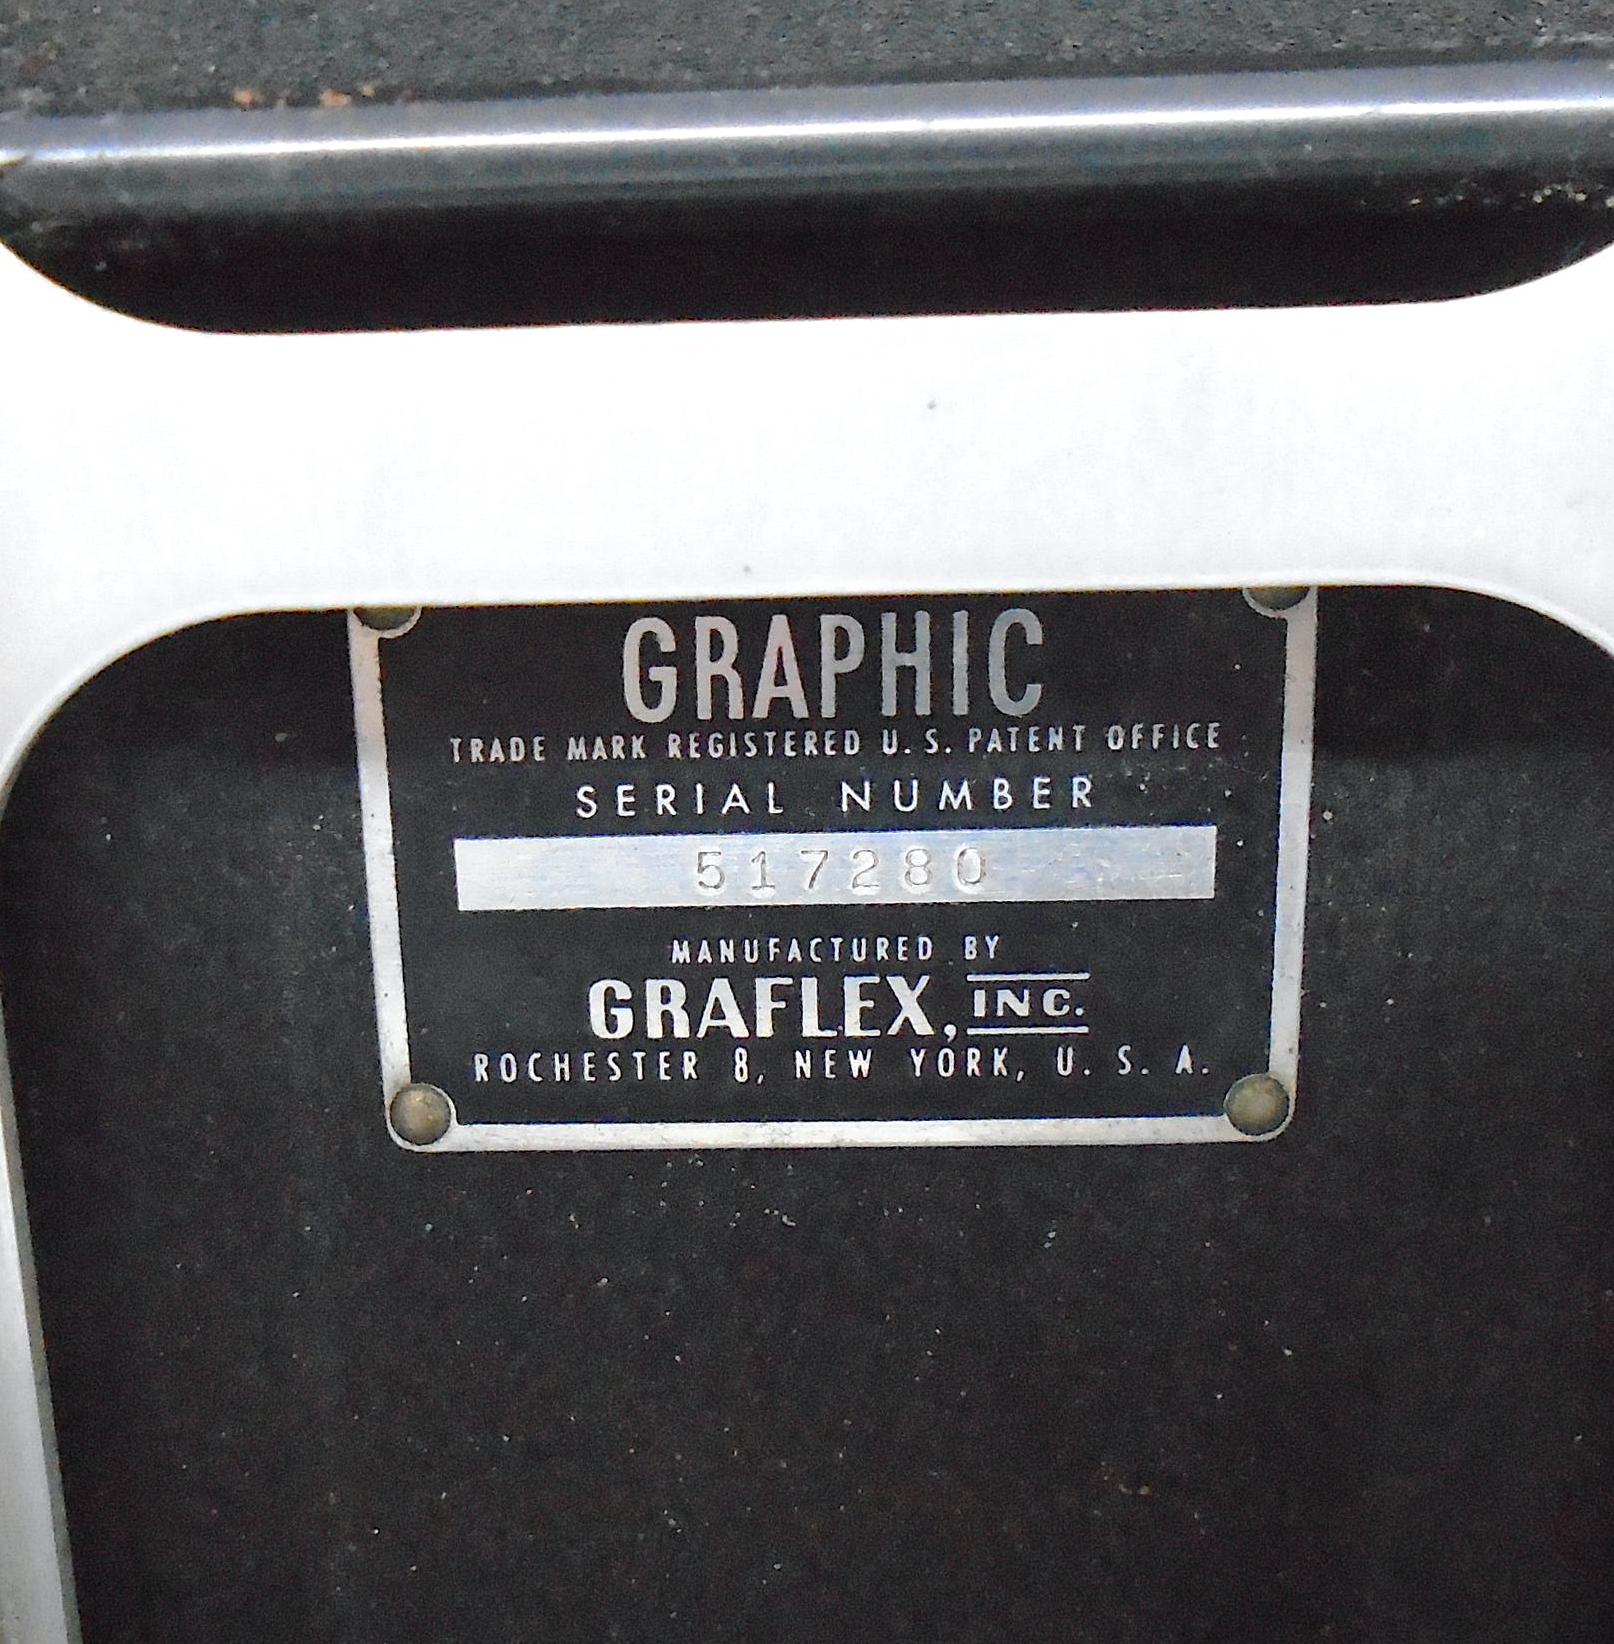 GRAPHIC
TRADE MARK REGISTERED U. S. PATENT OFFICE
SERIAL NUMBER
517280
MANUFACTURED BY
GRAFLEX, INC.
ROCHESTER 8, NEW YORK, U. S. A.